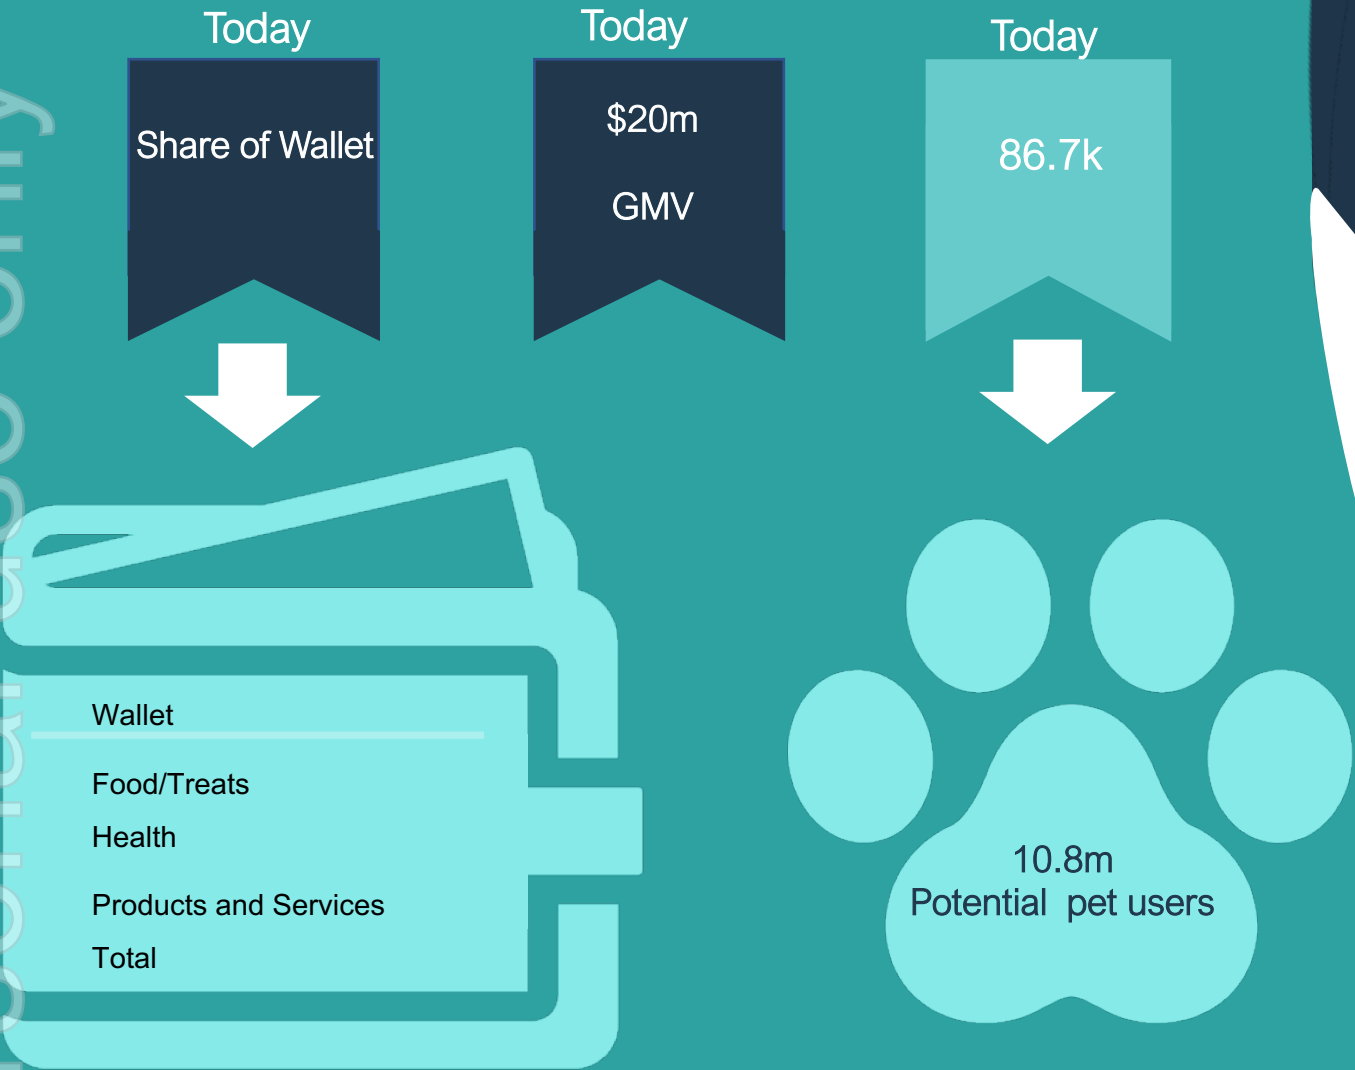 Today
Today
Today
Share of Wallet
$20m
GMV
86.7k
Wallet
Food/Treats
Health
Products and Services
Total
10.8m
Potential pet users